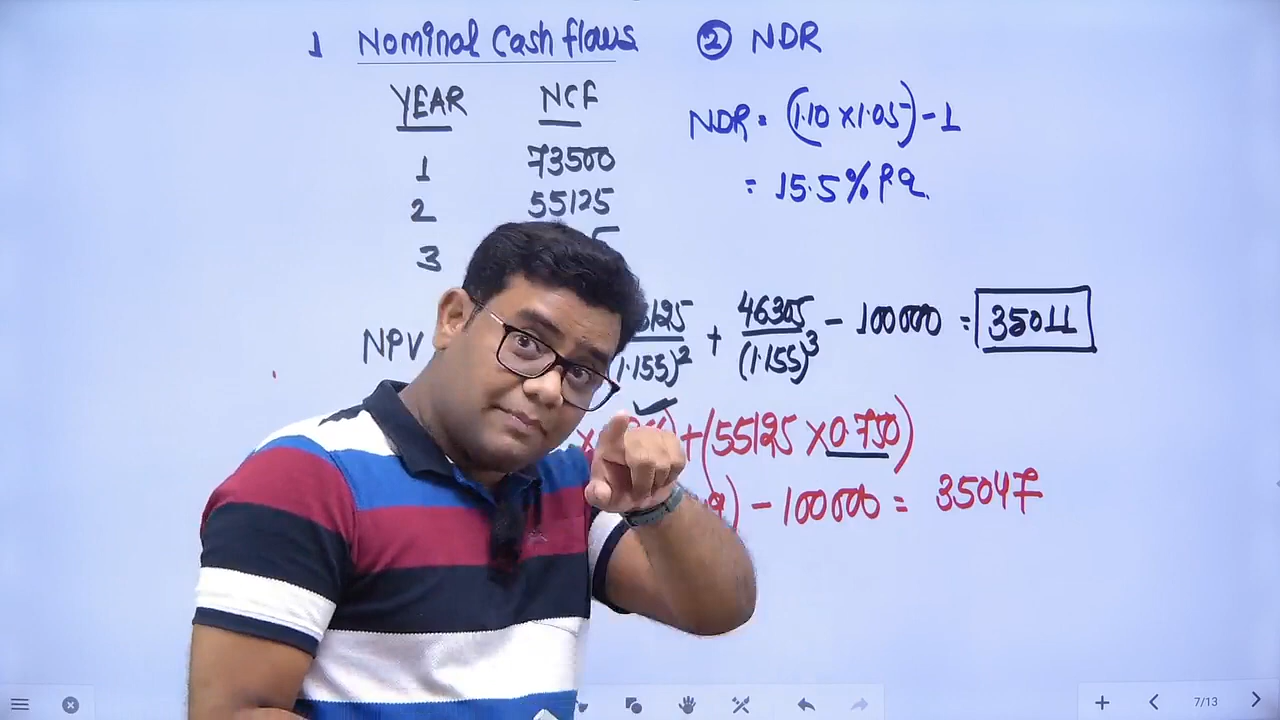 1 Nominal Cash flows ② NDR
YEAR NCF
NDR = (1.10 X 1.05) - 1
1 73500
= 15.5% P.a.
2 55125
3
NPV 5125 / (1.155)² + 46305 / (1.155)³ - 100000 = 35011
+ (55125 X 0.750)
) - 100000 = 35047
7/13